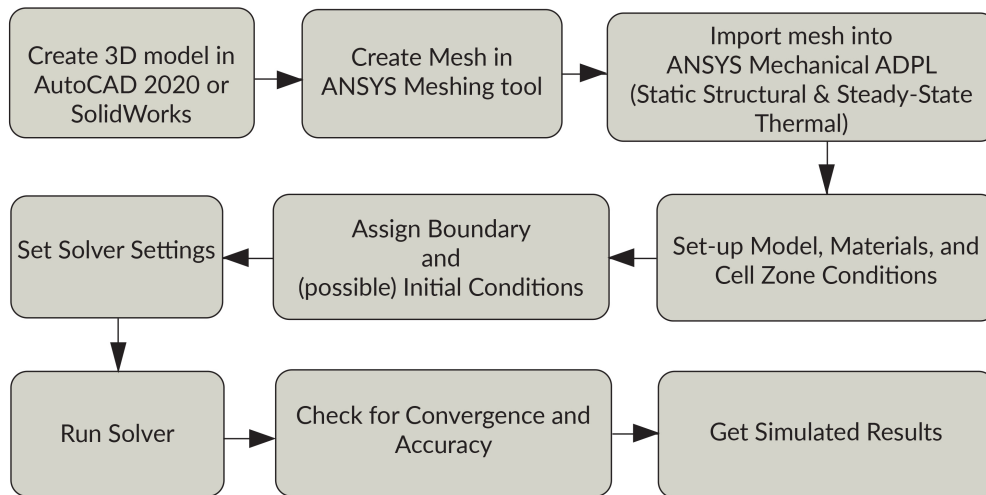 Create 3D model in
AutoCAD 2020 or
SolidWorks
Create Mesh in
ANSYS Meshing tool
Import mesh into
ANSYS Mechanical ADPL
(Static Structural & Steady-State
Thermal)
Set-up Model, Materials, and
Cell Zone Conditions
Assign Boundary
and
(possible) Initial Conditions
Set Solver Settings
Run Solver
Check for Convergence and
Accuracy
Get Simulated Results